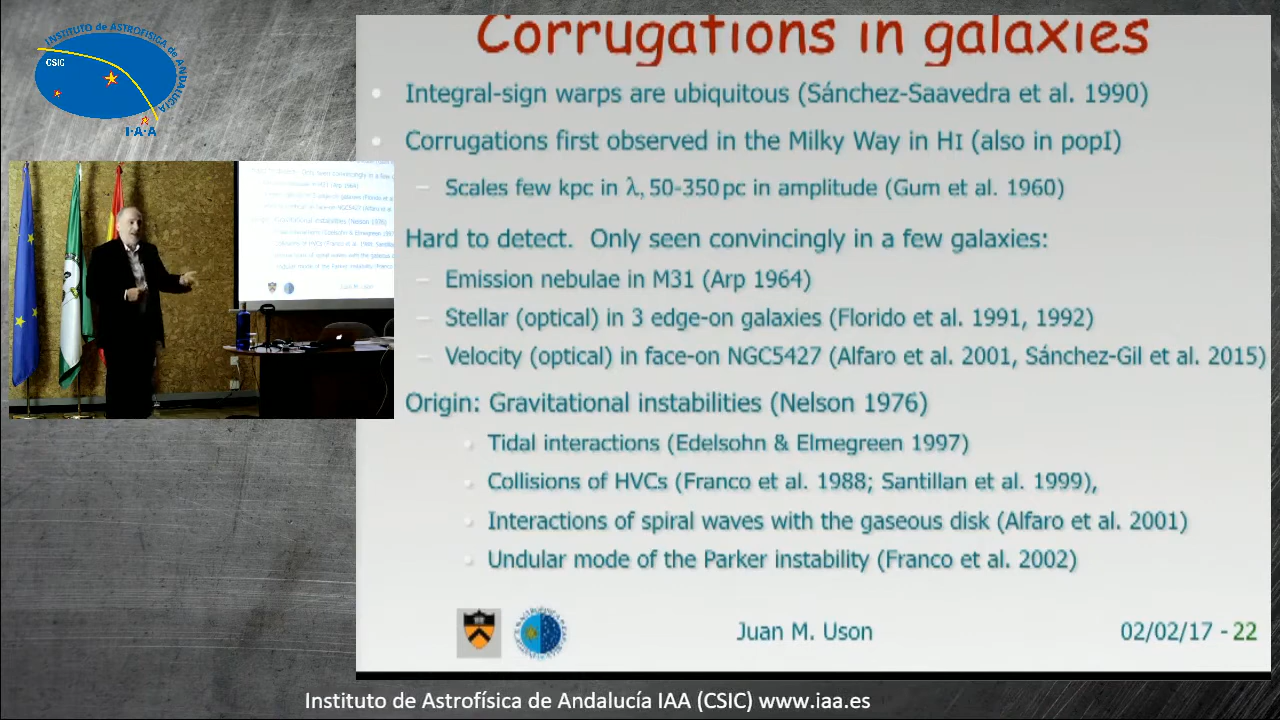 INSTITUTO de ASTROFÍSICA de ANDALUCÍA
CSIC
I·A·A
Corrugations in galaxies
Integral-sign warps are ubiquitous (Sánchez-Saavedra et al. 1990)
Corrugations first observed in the Milky Way in HI (also in popI)
– Scales few kpc in λ, 50-350 pc in amplitude (Gum et al. 1960)
Hard to detect. Only seen convincingly in a few galaxies:
– Emission nebulae in M31 (Arp 1964)
– Stellar (optical) in 3 edge-on galaxies (Florido et al. 1991, 1992)
– Velocity (optical) in face-on NGC5427 (Alfaro et al. 2001, Sánchez-Gil et al. 2015)
Origin: Gravitational instabilities (Nelson 1976)
Tidal interactions (Edelsohn & Elmegreen 1997)
Collisions of HVCs (Franco et al. 1988; Santillan et al. 1999),
Interactions of spiral waves with the gaseous disk (Alfaro et al. 2001)
Undular mode of the Parker instability (Franco et al. 2002)
Juan M. Uson
02/02/17 - 22
Instituto de Astrofísica de Andalucía IAA (CSIC) www.iaa.es